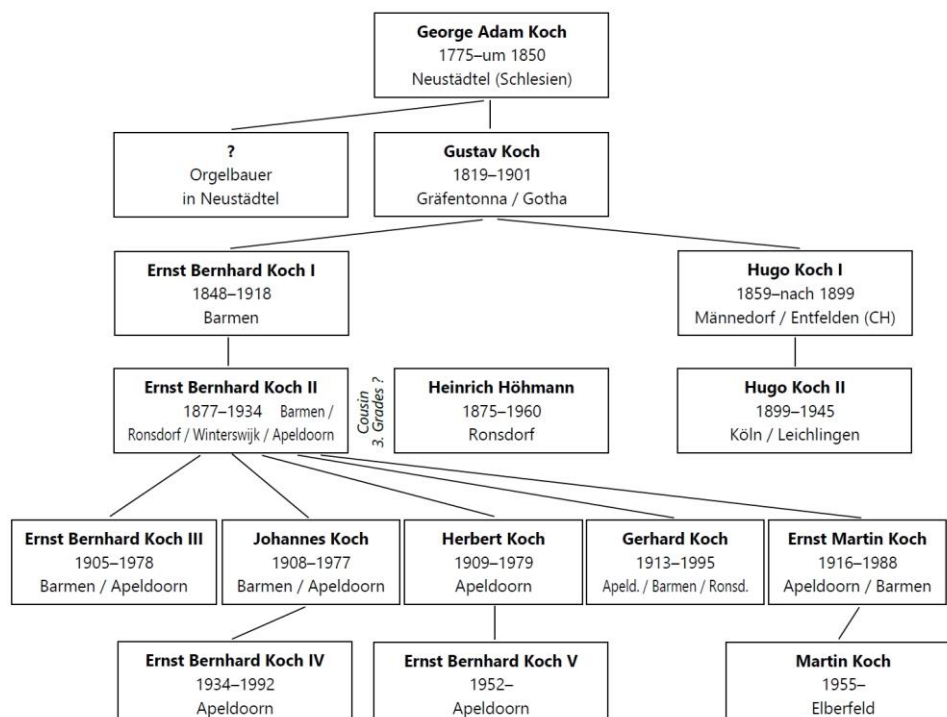 George Adam Koch
1775–um 1850
Neustädtel (Schlesien)
?
Orgelbauer
in Neustädtel
Gustav Koch
1819–1901
Gräfentonna / Gotha
Ernst Bernhard Koch I
1848–1918
Barmen
Hugo Koch I
1859–nach 1899
Männedorf / Entfelden (CH)
Ernst Bernhard Koch II
1877–1934 Barmen /
Ronsdorf / Winterswijk / Apeldoorn
Cousin
3. Grades ?
Heinrich Höhmann
1875–1960
Ronsdorf
Hugo Koch II
1899–1945
Köln / Leichlingen
Ernst Bernhard Koch III
1905–1978
Barmen / Apeldoorn
Johannes Koch
1908–1977
Barmen / Apeldoorn
Herbert Koch
1909–1979
Apeldoorn
Gerhard Koch
1913–1995
Apeld. / Barmen / Ronsd.
Ernst Martin Koch
1916–1988
Apeldoorn / Barmen
Ernst Bernhard Koch IV
1934–1992
Apeldoorn
Ernst Bernhard Koch V
1952–
Apeldoorn
Martin Koch
1955–
Elberfeld